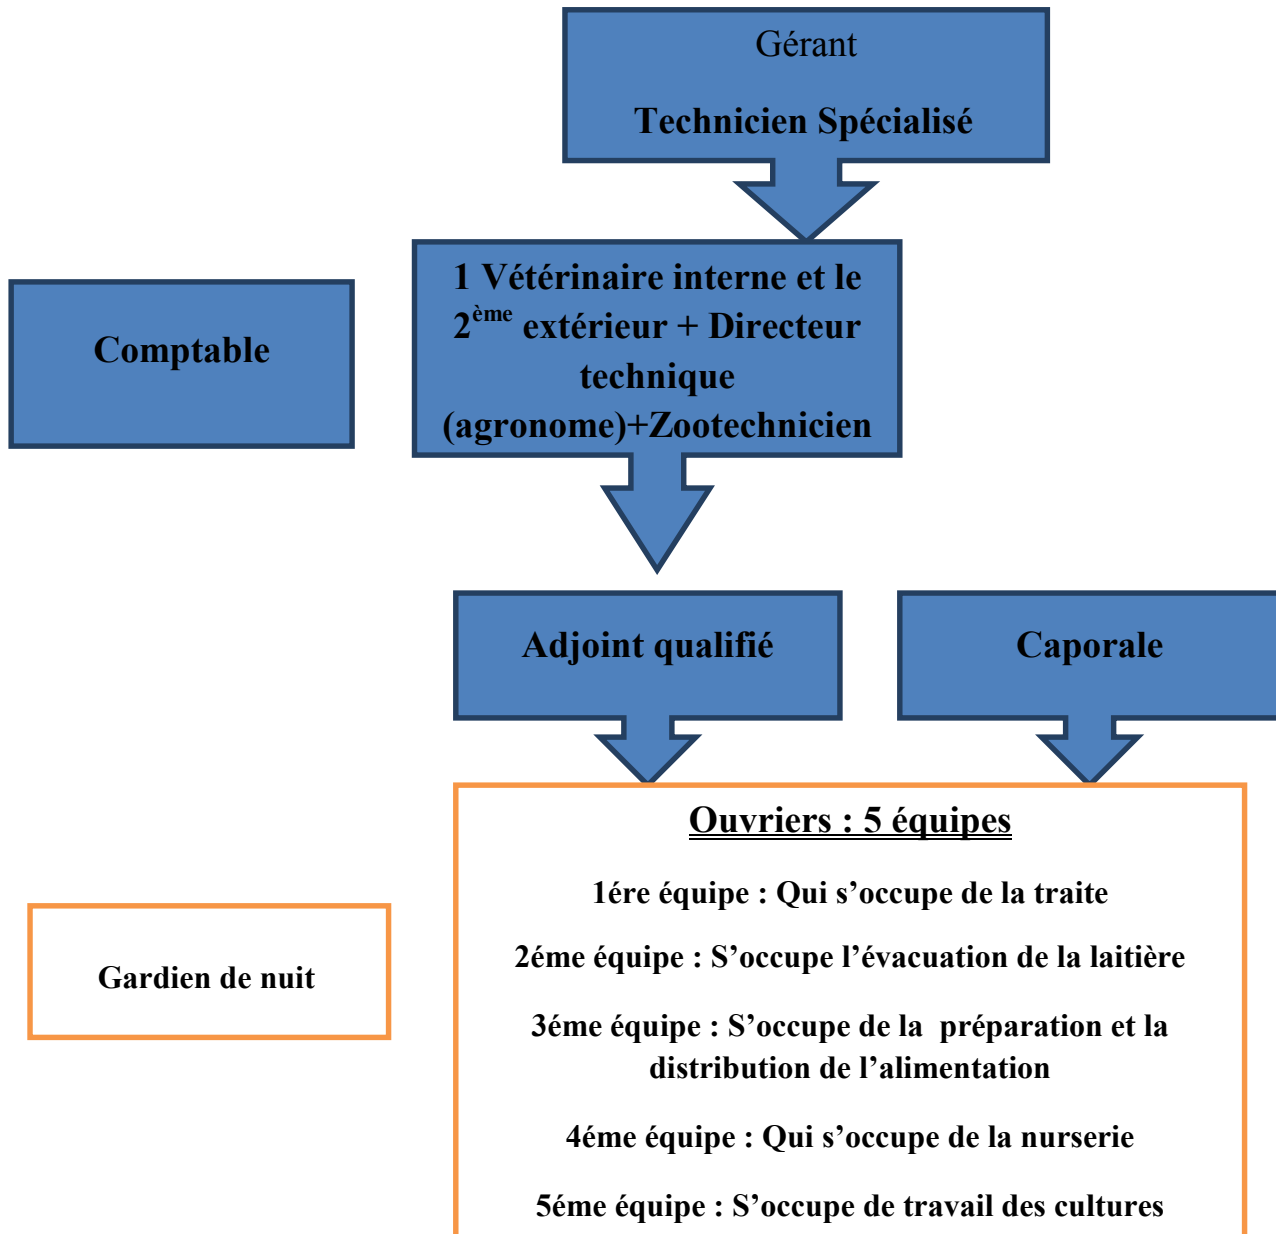 Gérant
Technicien Spécialisé
Comptable
1 Vétérinaire interne et le
2ème extérieur + Directeur
technique
(agronome)+Zootechnicien
Adjoint qualifié
Caporale
Ouvriers : 5 équipes
1ére équipe : Qui s’occupe de la traite
2éme équipe : S’occupe l’évacuation de la laitière
3éme équipe : S’occupe de la préparation et la
distribution de l’alimentation
4éme équipe : Qui s’occupe de la nurserie
5éme équipe : S’occupe de travail des cultures
Gardien de nuit